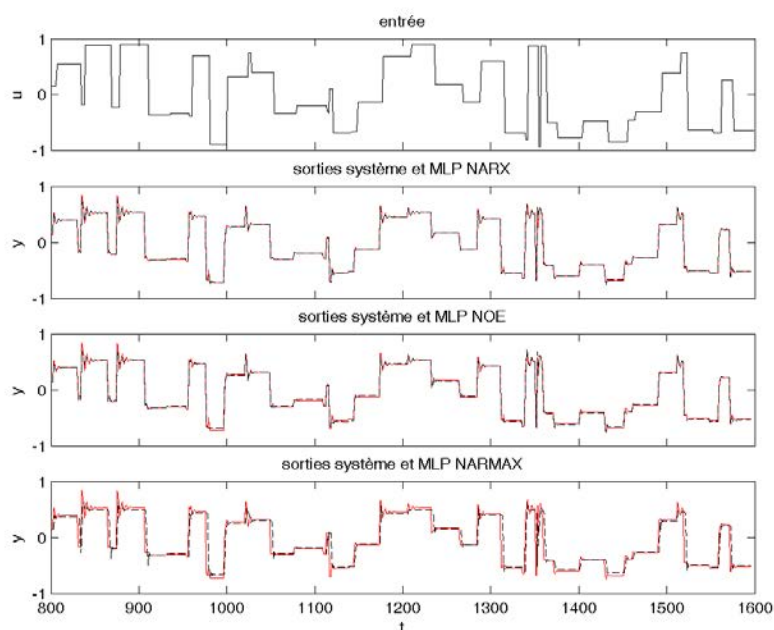 entrée
1
0
-1
u
sorties système et MLP NARX
1
0
-1
y
sorties système et MLP NOE
1
0
-1
y
sorties système et MLP NARMAX
1
0
-1
y
800 900 1000 1100 1200 1300 1400 1500 1600
t